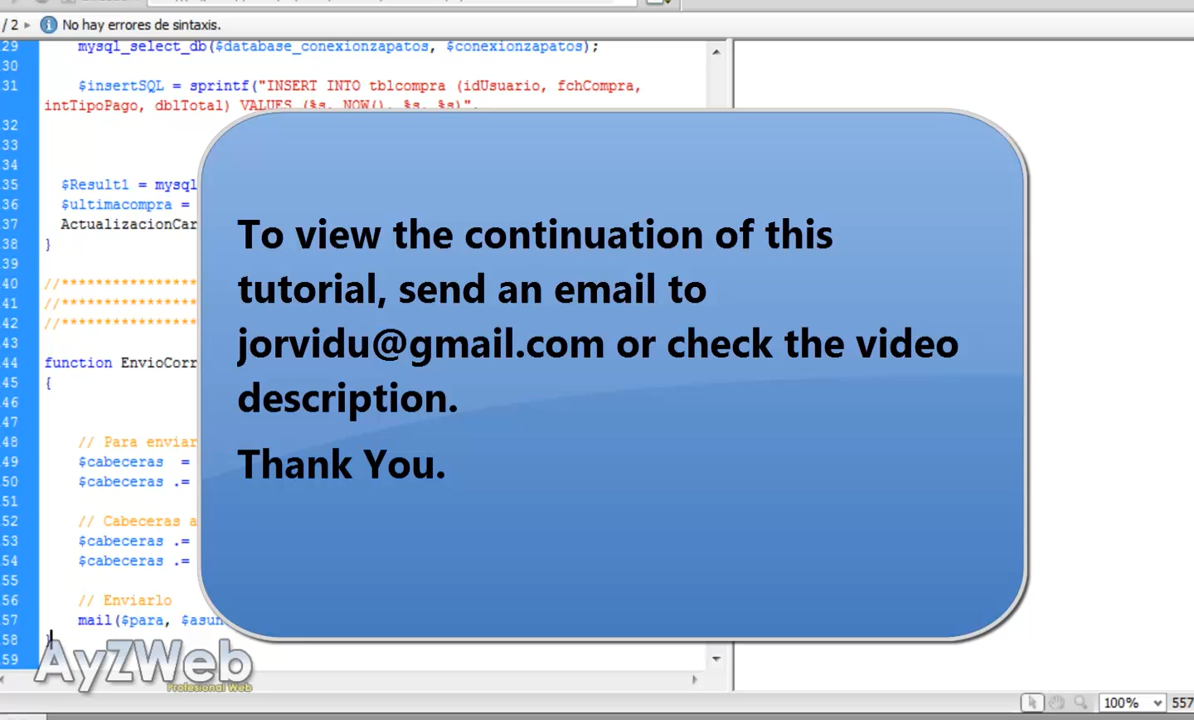 / 2 No hay errores de sintaxis.
29 mysql_select_db($database_conexionzapatos, $conexionzapatos);
30
31 $insertSQL = sprintf("INSERT INTO tblcompra (idUsuario, fchCompra,
intTipoPago, dblTotal) VALUES (%s, NOW(), %s, %s)",
32
33
34
35 $Result1 = mysql
36 $ultimacompra =
37 ActualizacionCar
38 }
39
40 //****************
41 //****************
42 //****************
43
44 function EnvioCorr
45 {
46
47
48 // Para enviar
49 $cabeceras =
50 $cabeceras .=
51
52 // Cabeceras a
53 $cabeceras .=
54 $cabeceras .=
55
56 // Enviarlo
57 mail($para, $asun
58 }
59
To view the continuation of this
tutorial, send an email to
jorvidu@gmail.com or check the video
description.
Thank You.
AyZWeb
Profesional Web
100% 557